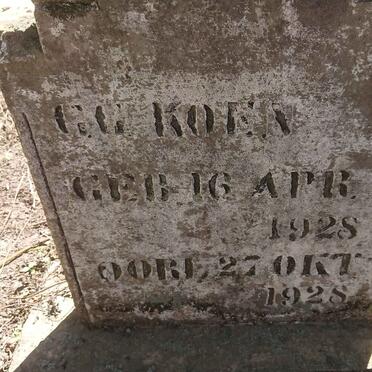 G.G KOEN
GEB 16 APR
1928
OORL 27 OKT
1928